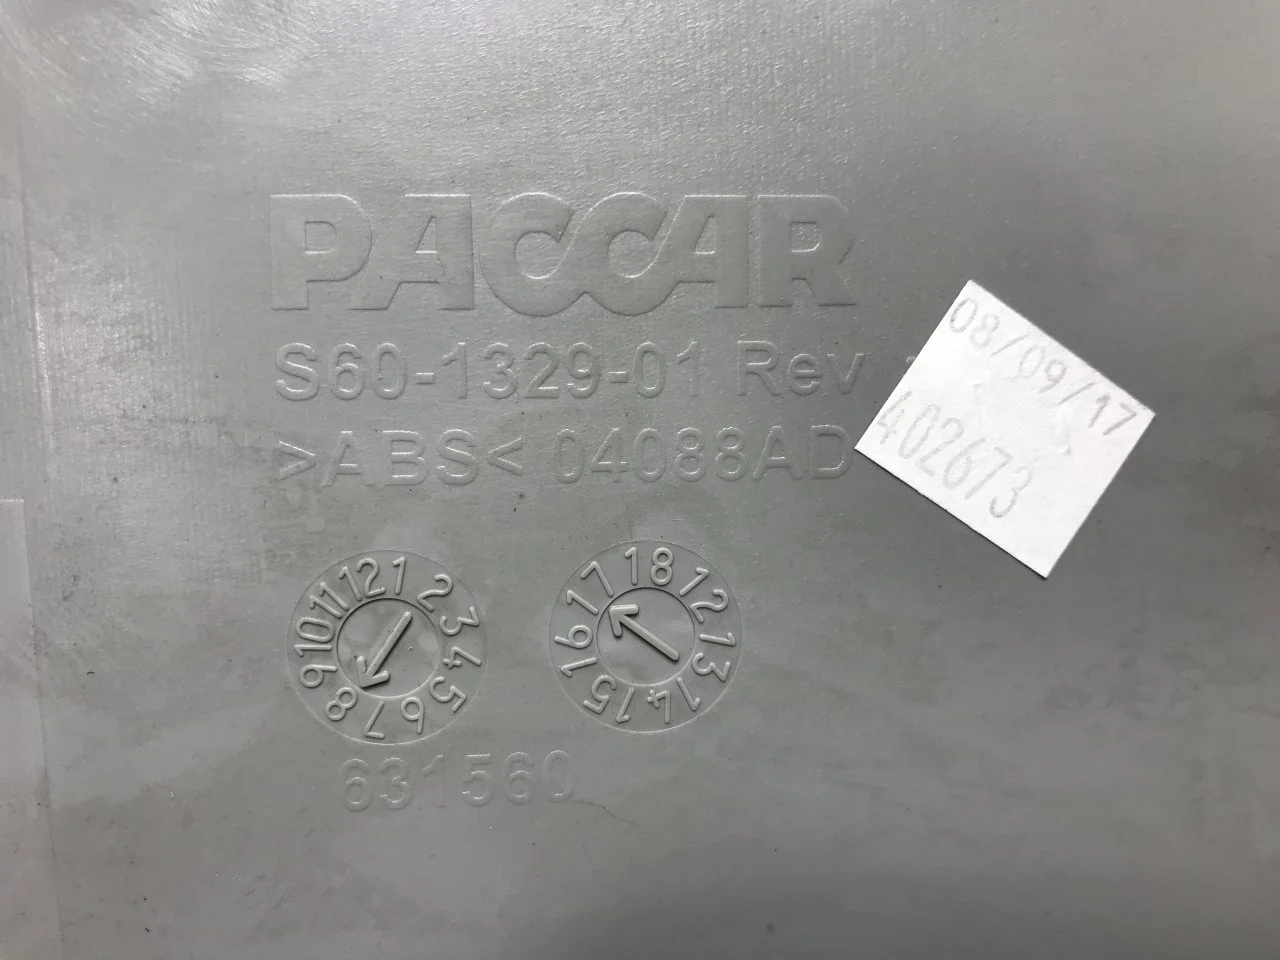 PACCAR
S60-1329-01 Rev
>ABS< 04088AD
08/09/17
402673
1 2 3 4 5 6 7 8 9 10 11 12
18 12 13 14 15 16 17
631560